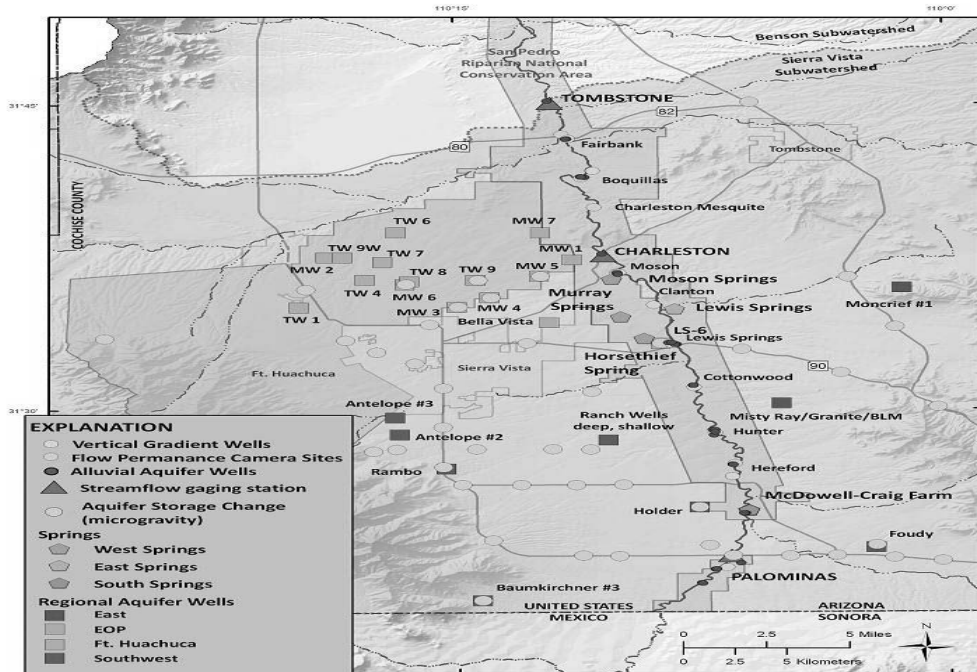 110°15'
110°0'
Benson Subwatershed
San Pedro
Riparian National
Conservation Area
Sierra Vista
Subwatershed
31°45'
TOMBSTONE
82
80
Fairbank
Tombstone
Boquillas
COCHISE COUNTY
Charleston Mesquite
TW 6
MW 7
TW 9W
TW 7
MW 1
CHARLESTON
MW 2
Moson
TW 8
TW 9
MW 5
Moson Springs
TW 4
MW 6
Murray
Springs
Clanton
Moncrief #1
MW 4
Lewis Springs
TW 1
MW 3
Bella Vista
LS-6
Lewis Springs
Horsethief
Spring
Ft. Huachuca
Sierra Vista
90
Cottonwood
31°30'
Antelope #3
Ranch Wells
deep, shallow
Misty Ray/Granite/BLM
Hunter
Antelope #2
Rambo
Hereford
McDowell-Craig Farm
Holder
Foudy
PALOMINAS
Baumkirchner #3
UNITED STATES
MEXICO
ARIZONA
SONORA
EXPLANATION
Vertical Gradient Wells
Flow Permanance Camera Sites
Alluvial Aquifer Wells
Streamflow gaging station
Aquifer Storage Change
(microgravity)
Springs
West Springs
East Springs
South Springs
Regional Aquifer Wells
East
EOP
Ft. Huachuca
Southwest
N
0 2.5 5 Miles
0 2.5 5 Kilometers